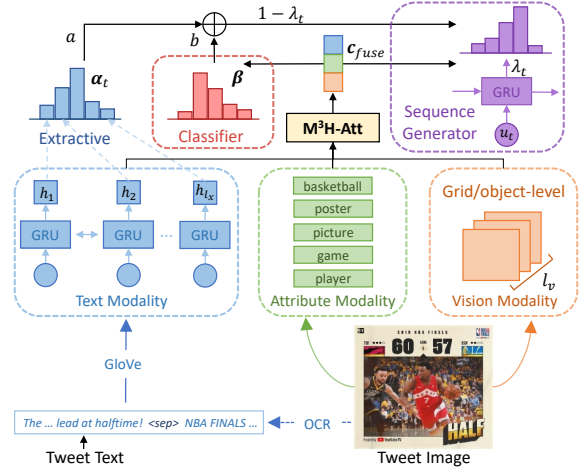 a
b
1 − λt
αt
β
cfuse
λt
GRU
ut
Sequence
Generator
Extractive
Classifier
M³H-Att
h1
h2
hlx
GRU
GRU
...
GRU
Text Modality
basketball
poster
picture
game
player
Attribute Modality
Grid/object-level
lv
Vision Modality
GloVe
2019 NBA FINALS
60
57
HALF
The ... lead at halftime! <sep> NBA FINALS ...
OCR
Tweet Text
Tweet Image